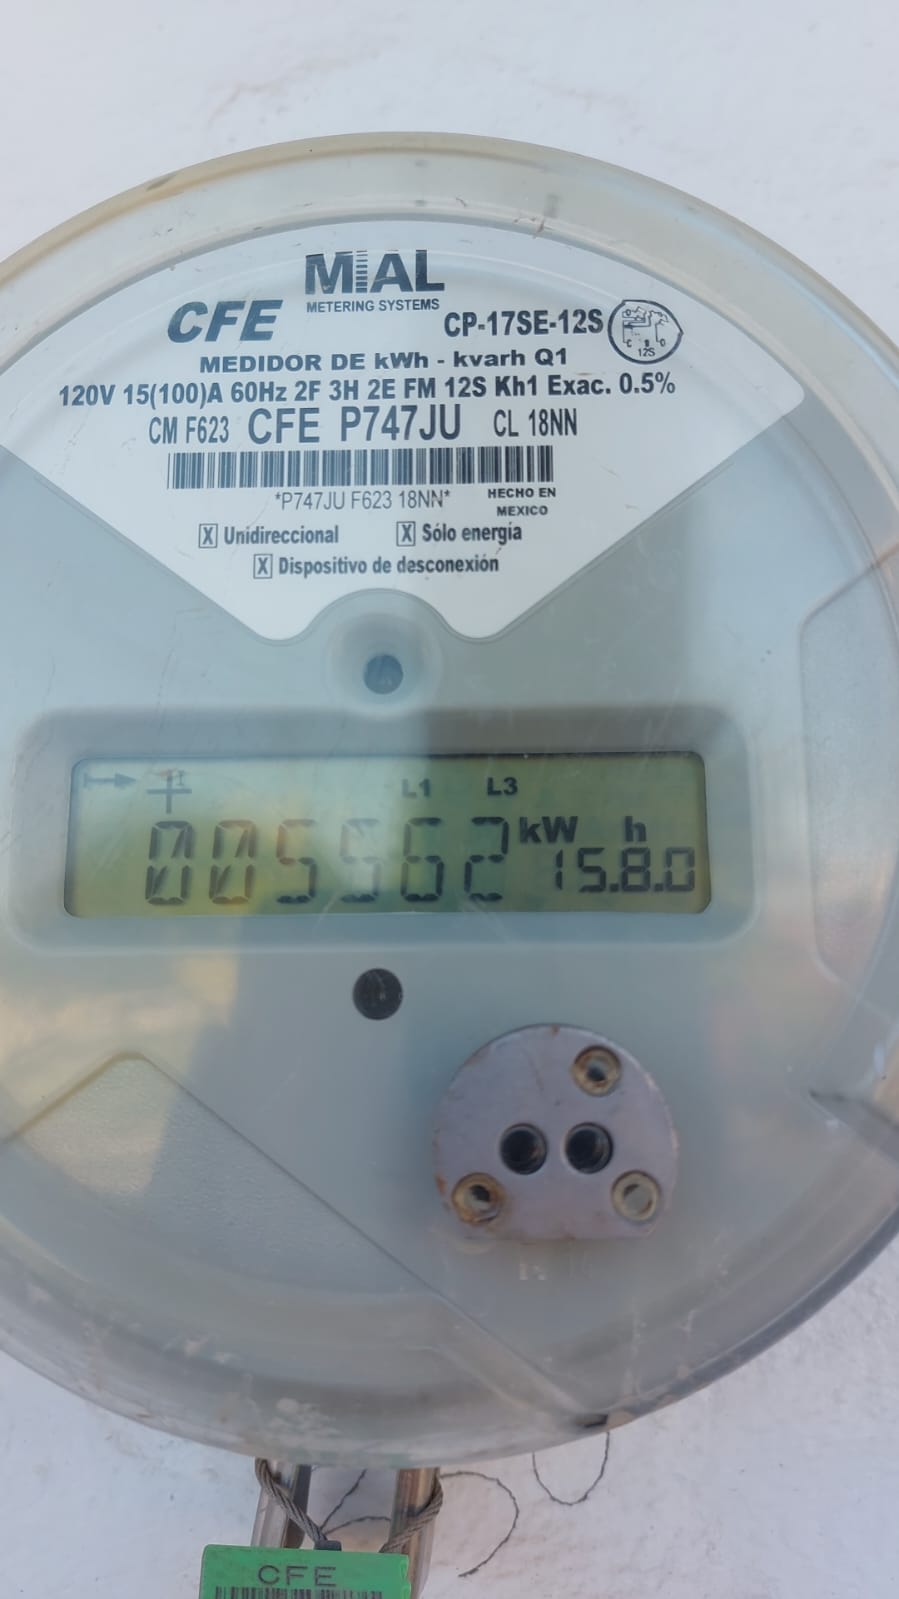 MIAL
METERING SYSTEMS
CFE
CP-17SE-12S
12S
MEDIDOR DE kWh - kvarh Q1
120V 15(100)A 60Hz 2F 3H 2E FM 12S Kh1 Exac. 0.5%
CM F623 CFE P747JU CL 18NN
*P747JU F623 18NN*
HECHO EN
MEXICO
X Unidireccional X Sólo energía
X Dispositivo de desconexión
L1 L3
005562 kW h
15.8.0
CFE